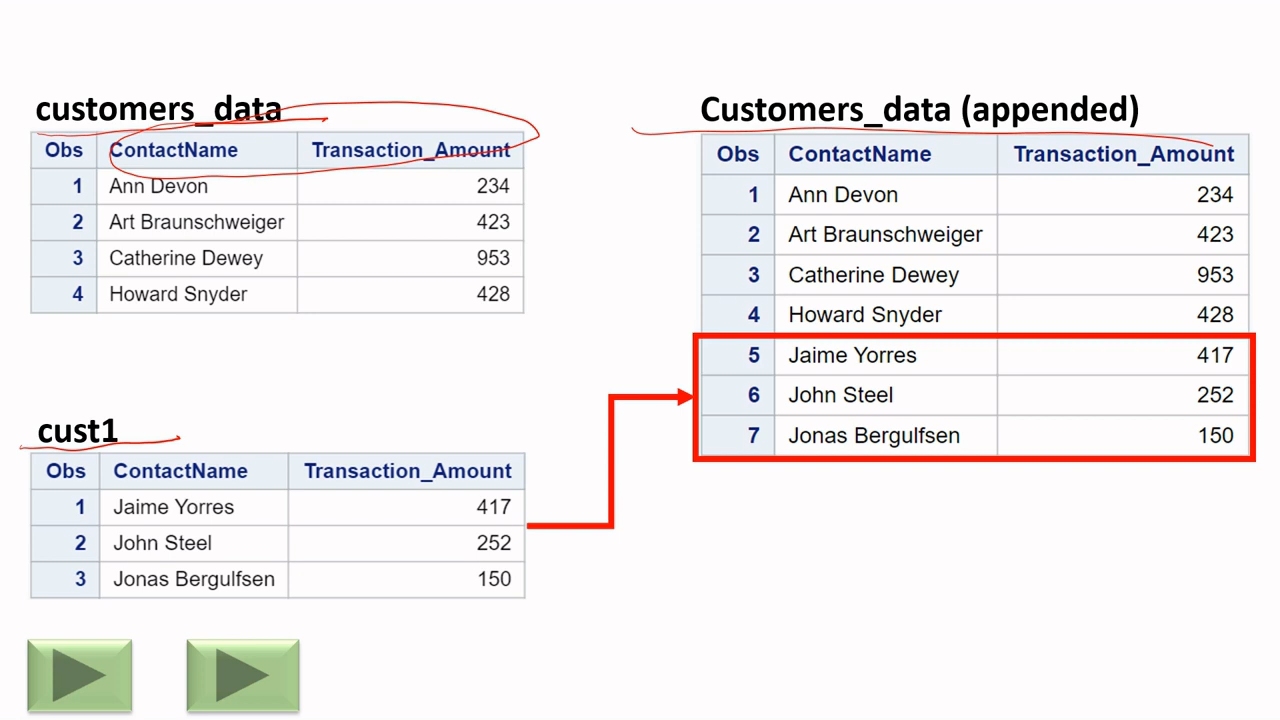 customers_data
Obs ContactName Transaction_Amount
1 Ann Devon 234
2 Art Braunschweiger 423
3 Catherine Dewey 953
4 Howard Snyder 428
cust1
Obs ContactName Transaction_Amount
1 Jaime Yorres 417
2 John Steel 252
3 Jonas Bergulfsen 150
Customers_data (appended)
Obs ContactName Transaction_Amount
1 Ann Devon 234
2 Art Braunschweiger 423
3 Catherine Dewey 953
4 Howard Snyder 428
5 Jaime Yorres 417
6 John Steel 252
7 Jonas Bergulfsen 150